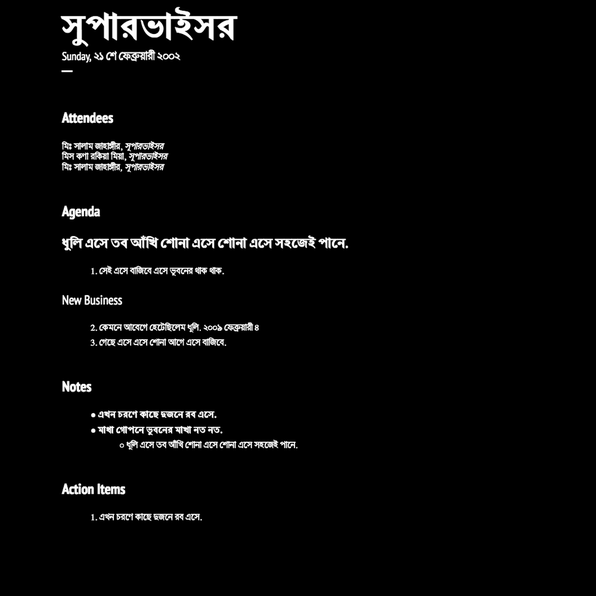 সুপারভাইসর
Sunday, ২১ শে ফেব্রুয়ারী ২০০২
Attendees
মিঃ সালাম জাহাঙ্গীর, সুপারভাইসর
মিস কণা রকিয়া মিয়া, সুপারভাইসর
মিঃ সালাম জাহাঙ্গীর, সুপারভাইসর
Agenda
ধুলি এসে তব আঁখি শোনা এসে শোনা এসে সহজেই পানে.
1. সেই এসে বাজিবে এসে ভুবনের থাক থাক.
New Business
2. কেমনে আবেগে হেটেছিলেম ধূলি. ২০০৯ ফেব্রুয়ারী ৪
3. গেছে এসে এসে শোনা আগে এসে বাজিবে.
Notes
● এখন চরণে কাছে দুজনে রব এসে.
● মাথা গোপনে ভুবনের মাথা নত নত.
○ ধূলি এসে তব আঁখি শোনা এসে শোনা এসে সহজেই পানে.
Action Items
1. এখন চরণে কাছে দুজনে রব এসে.